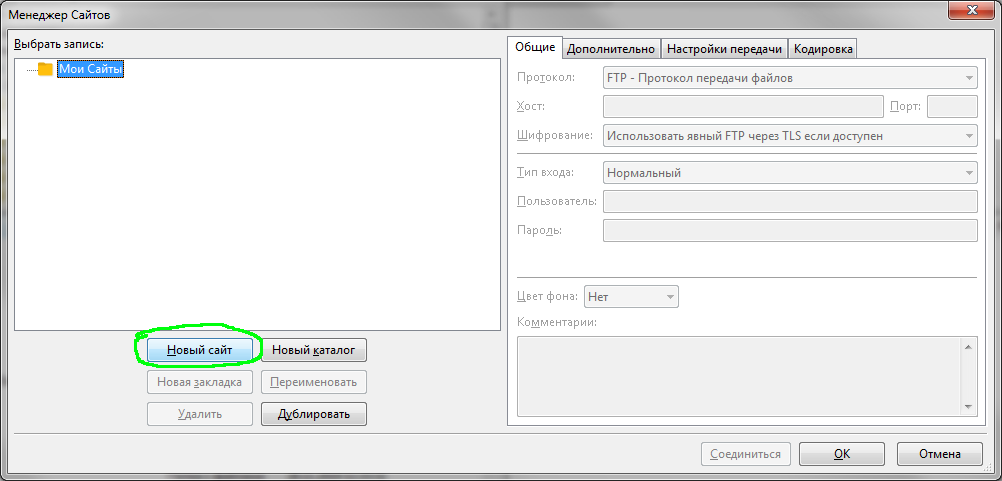 Менеджер Сайтов
Выбрать запись:
Мои Сайты
Новый сайт
Новый каталог
Новая закладка
Переименовать
Удалить
Дублировать
Общие
Дополнительно
Настройки передачи
Кодировка
Протокол:
FTP - Протокол передачи файлов
Хост:
Порт:
Шифрование:
Использовать явный FTP через TLS если доступен
Тип входа:
Нормальный
Пользователь:
Пароль:
Цвет фона:
Нет
Комментарии:
Соединиться
OK
Отмена